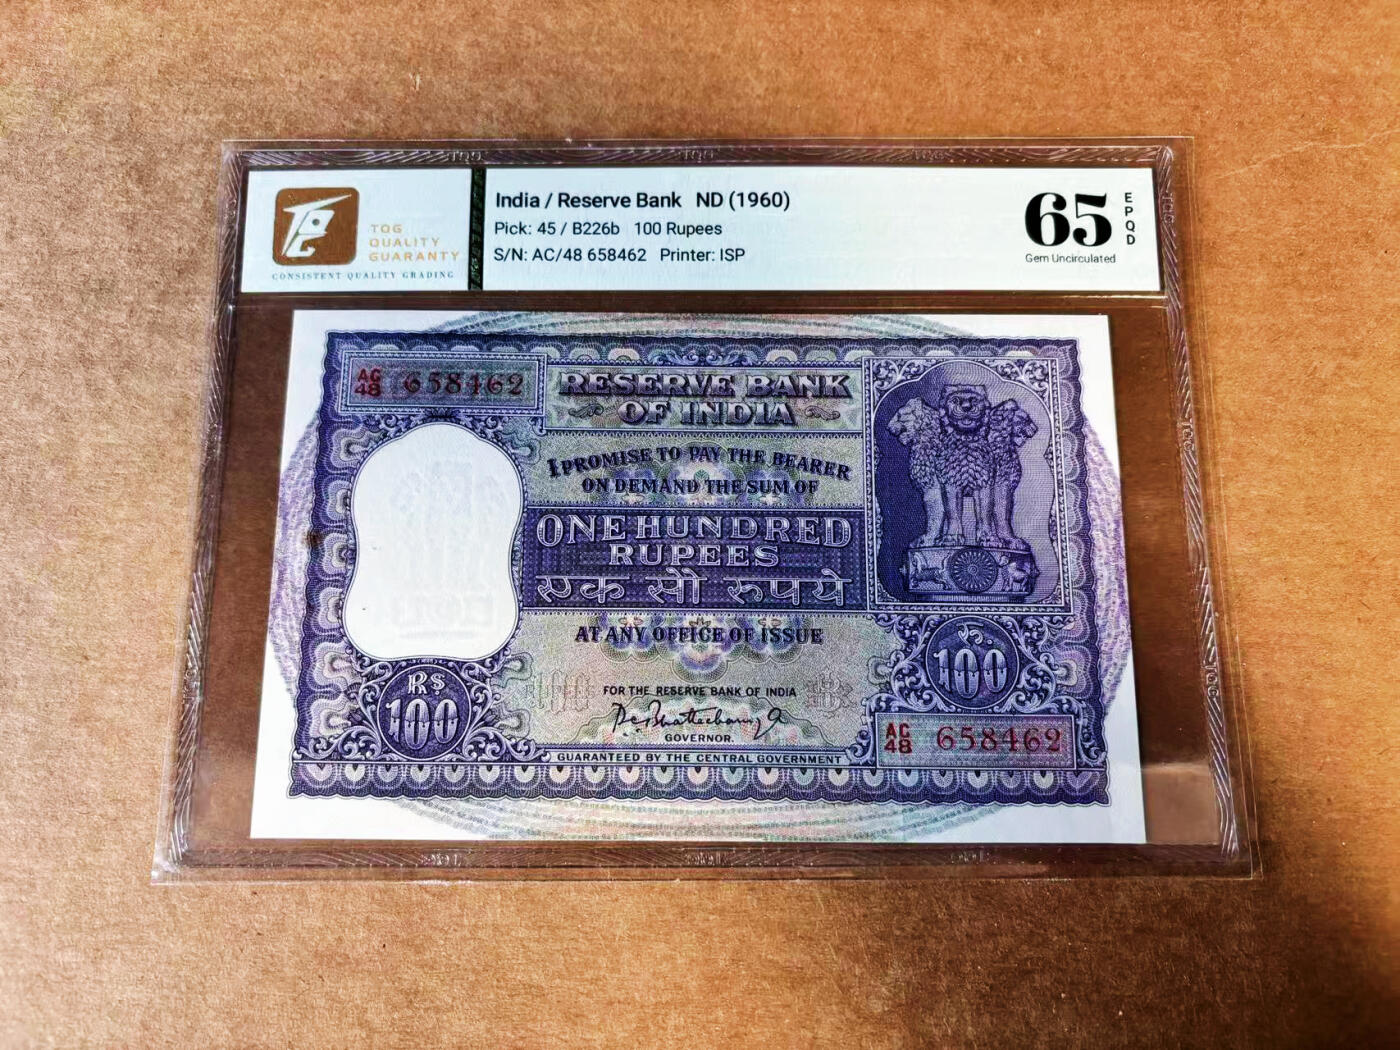 TQG
QUALITY
GUARANTY
CONSISTENT QUALITY GRADING
India / Reserve Bank ND (1960)
Pick: 45 / B226b 100 Rupees
S/N: AC/48 658462 Printer: ISP
65
EPQD
Gem Uncirculated
AC
48 658462
RESERVE BANK
OF INDIA
I PROMISE TO PAY THE BEARER
ON DEMAND THE SUM OF
ONE HUNDRED
RUPEES
एक सौ रुपये
AT ANY OFFICE OF ISSUE
रु.
100
Rs
100
FOR THE RESERVE BANK OF INDIA
GOVERNOR.
GUARANTEED BY THE CENTRAL GOVERNMENT
AC
48 658462